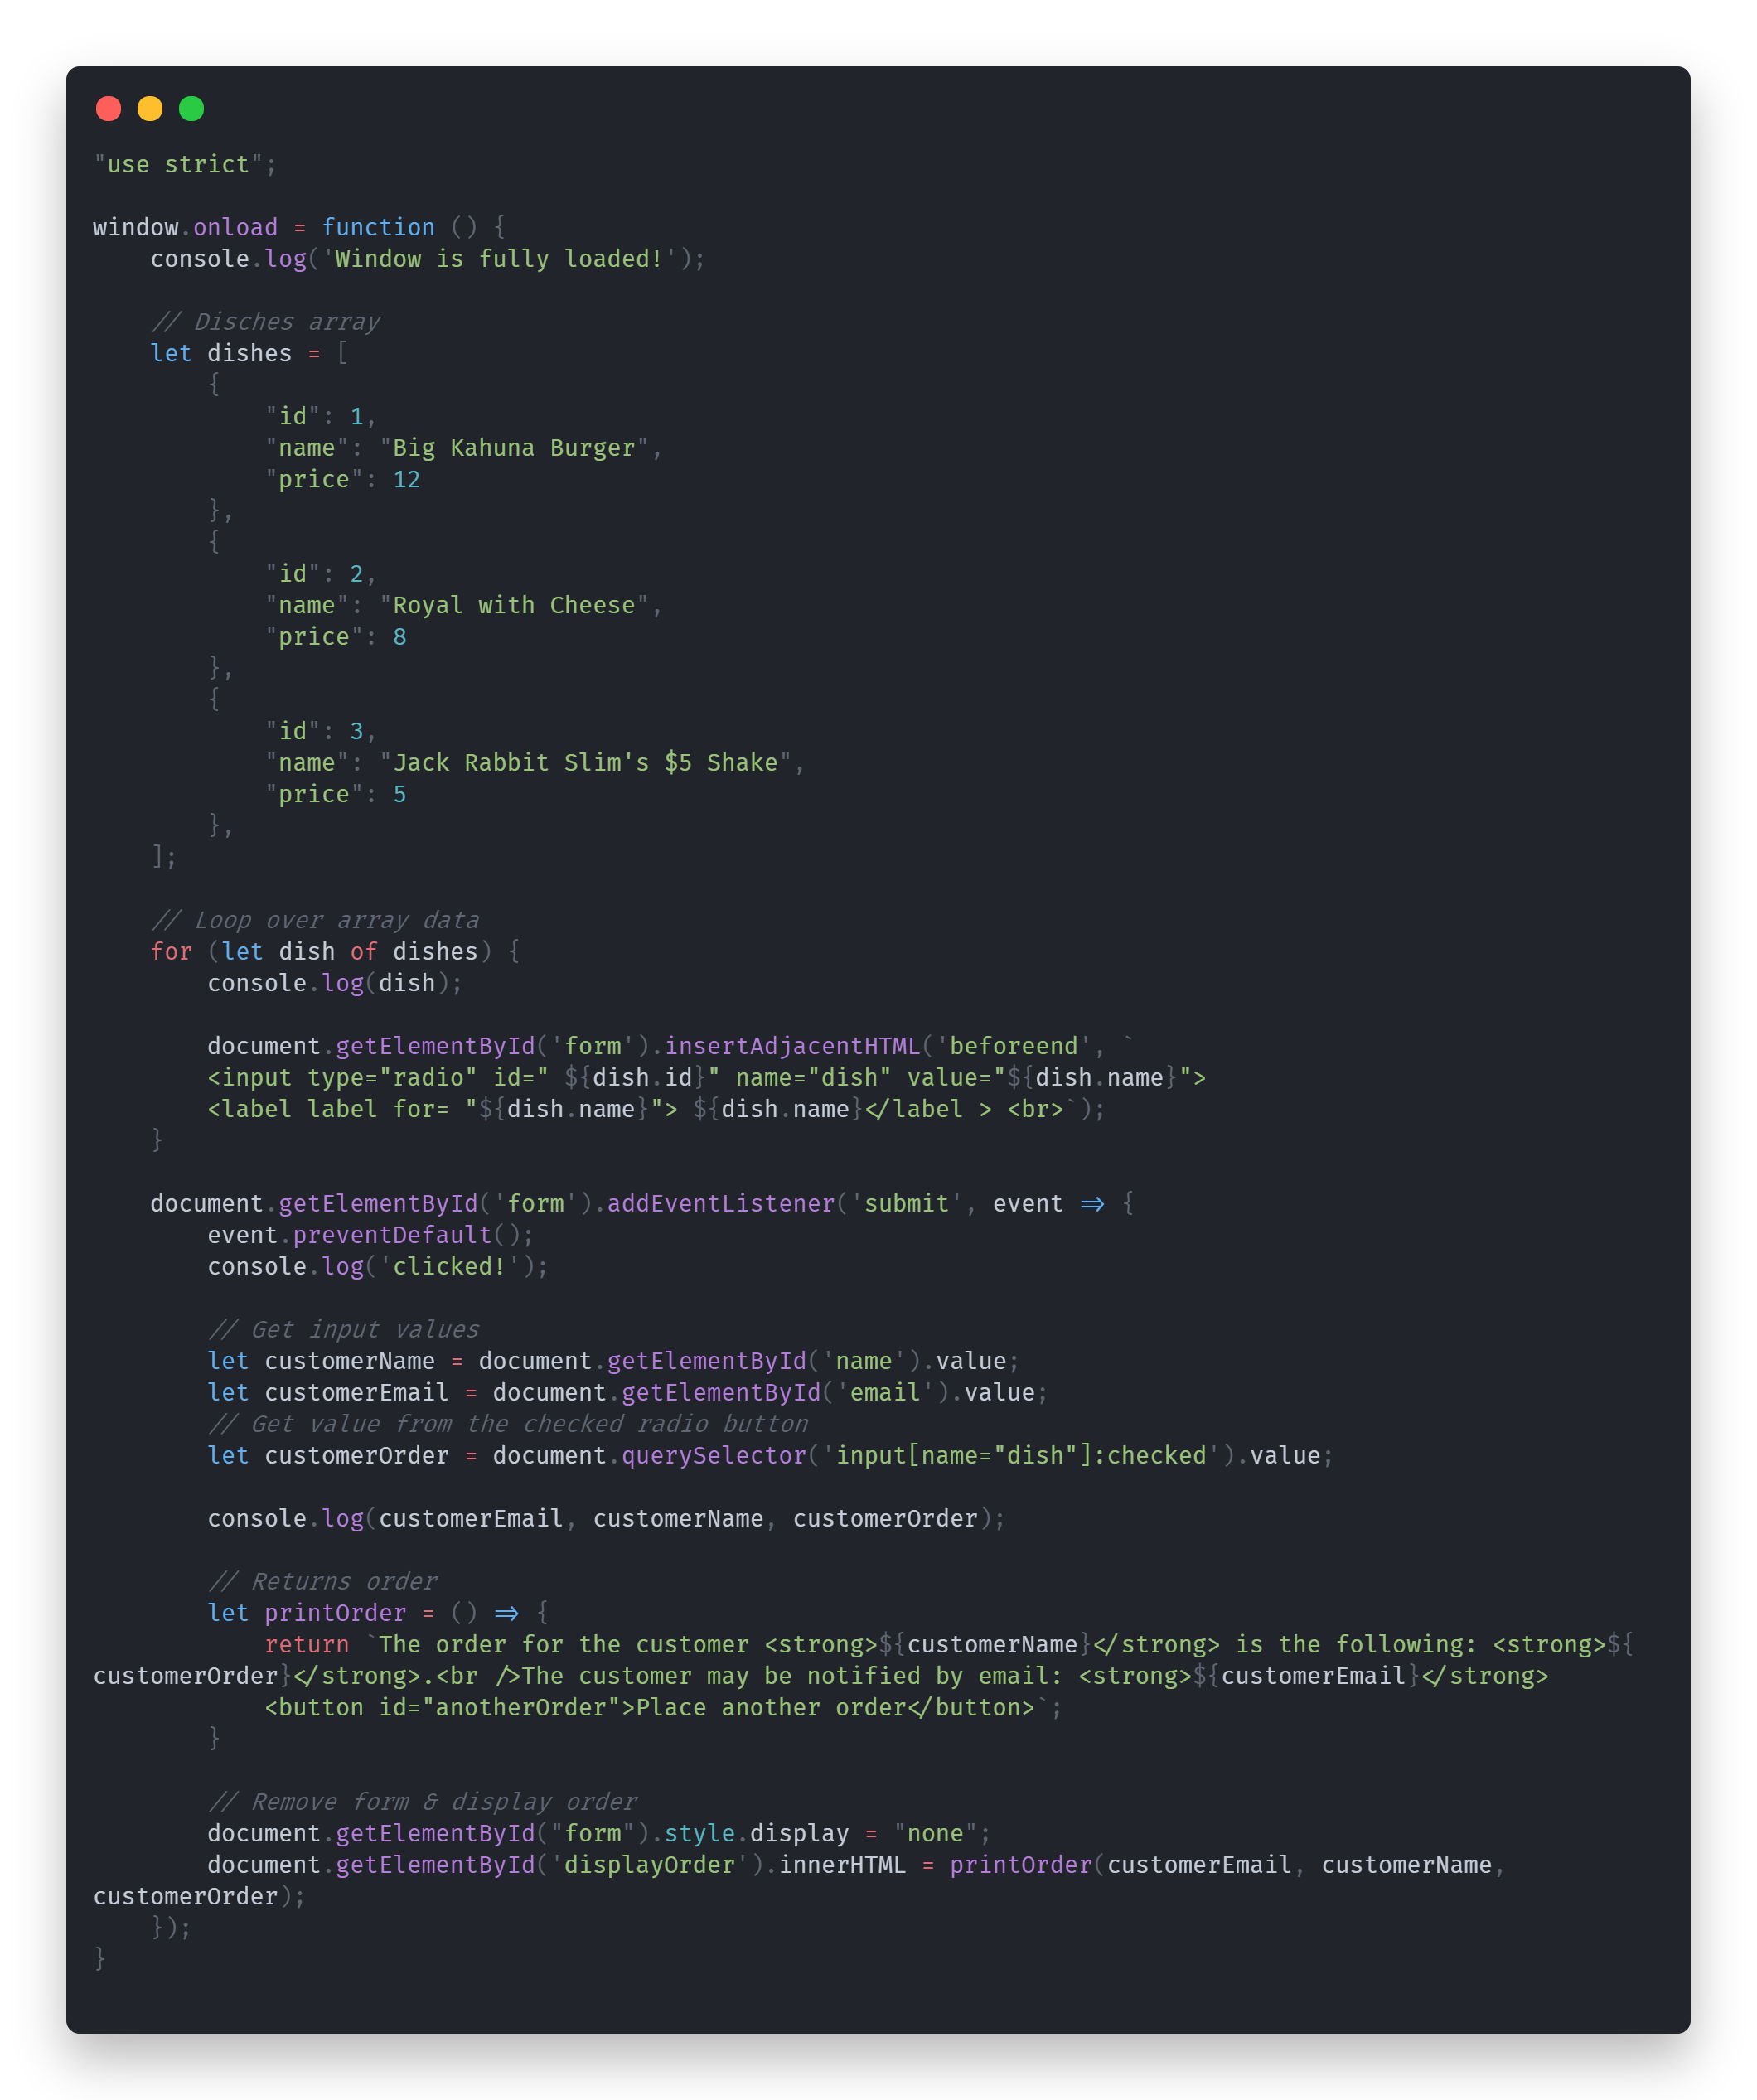 "use strict";

window.onload = function () {
    console.log('Window is fully loaded!');

    // Disches array
    let dishes = [
        {
            "id": 1,
            "name": "Big Kahuna Burger",
            "price": 12
        },
        {
            "id": 2,
            "name": "Royal with Cheese",
            "price": 8
        },
        {
            "id": 3,
            "name": "Jack Rabbit Slim's $5 Shake",
            "price": 5
        },
    ];

    // Loop over array data
    for (let dish of dishes) {
        console.log(dish);

        document.getElementById('form').insertAdjacentHTML('beforeend', `
        <input type="radio" id=" ${dish.id}" name="dish" value="${dish.name}">
        <label label for= "${dish.name}"> ${dish.name}</label > <br>`);
    }

    document.getElementById('form').addEventListener('submit', event => {
        event.preventDefault();
        console.log('clicked!');

        // Get input values
        let customerName = document.getElementById('name').value;
        let customerEmail = document.getElementById('email').value;
        // Get value from the checked radio button
        let customerOrder = document.querySelector('input[name="dish"]:checked').value;

        console.log(customerEmail, customerName, customerOrder);

        // Returns order
        let printOrder = () => {
            return `The order for the customer <strong>${customerName}</strong> is the following: <strong>${
customerOrder}</strong>.<br />The customer may be notified by email: <strong>${customerEmail}</strong>
            <button id="anotherOrder">Place another order</button>`;
        }

        // Remove form & display order
        document.getElementById("form").style.display = "none";
        document.getElementById('displayOrder').innerHTML = printOrder(customerEmail, customerName,
customerOrder);
    });
}